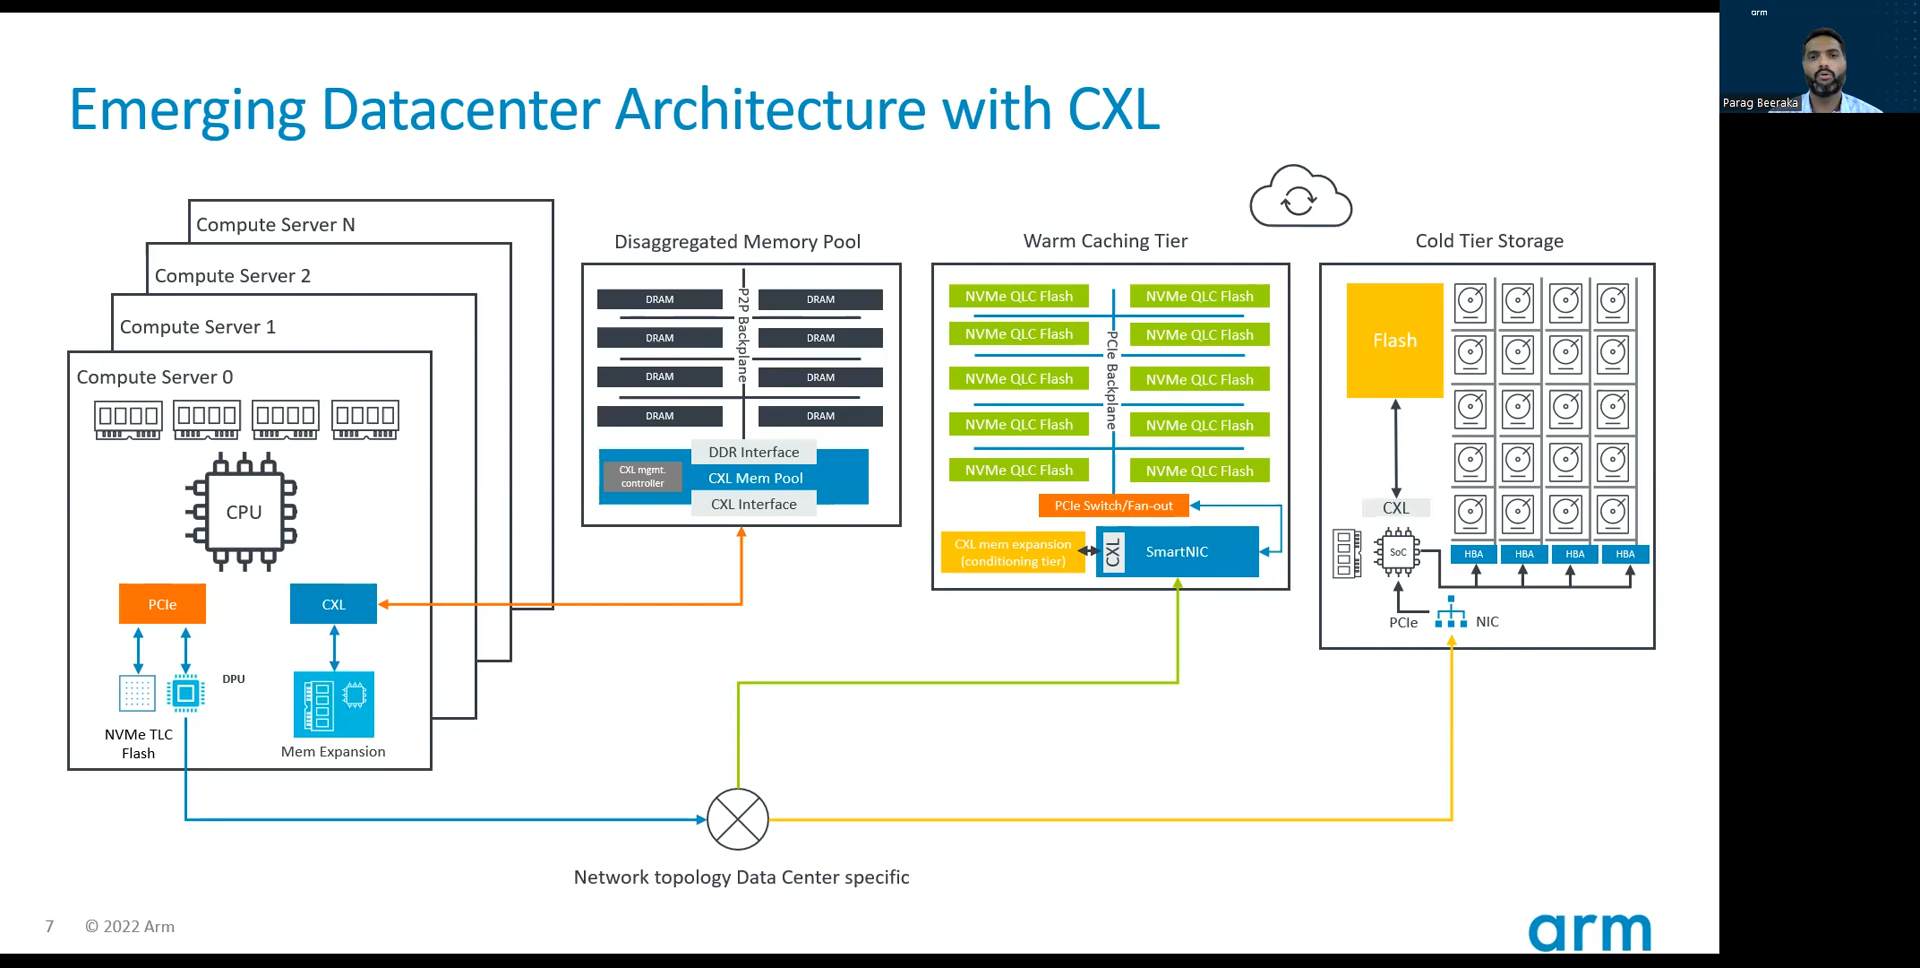 Emerging Datacenter Architecture with CXL
arm
Parag Beeraka
Compute Server N
Compute Server 2
Compute Server 1
Compute Server 0
CPU
PCIe
CXL
DPU
NVMe TLC
Flash
Mem Expansion
Disaggregated Memory Pool
DRAM
DRAM
DRAM
DRAM
DRAM
DRAM
DRAM
DRAM
P2P Backplane
DDR Interface
CXL mgmt.
controller
CXL Mem Pool
CXL Interface
Warm Caching Tier
NVMe QLC Flash
NVMe QLC Flash
NVMe QLC Flash
NVMe QLC Flash
NVMe QLC Flash
NVMe QLC Flash
NVMe QLC Flash
NVMe QLC Flash
NVMe QLC Flash
NVMe QLC Flash
PCIe Backplane
PCIe Switch/Fan-out
CXL mem expansion
(conditioning tier)
CXL
SmartNIC
Cold Tier Storage
Flash
CXL
SoC
HBA
HBA
HBA
HBA
PCIe
NIC
Network topology Data Center specific
7
© 2022 Arm
arm